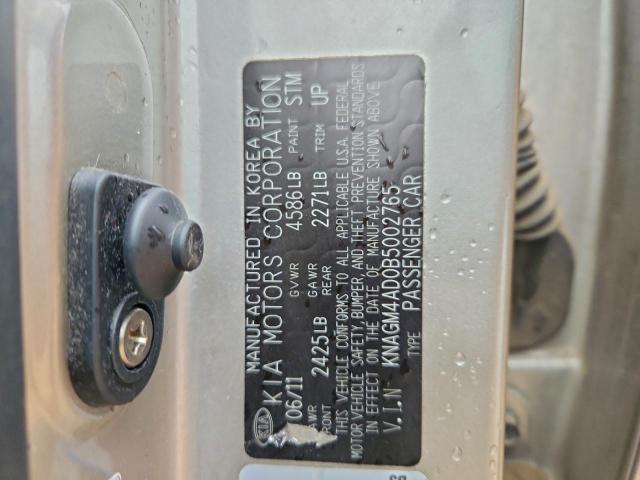 MANUFACTURED IN KOREA BY
KIA KIA MOTORS CORPORATION
06/11 GVWR 4586LB PAINT STM
GAWR FRONT 2425LB GAWR REAR 2271LB TRIM UP
THIS VEHICLE CONFORMS TO ALL APPLICABLE U.S.A. FEDERAL
MOTOR VEHICLE SAFETY, BUMPER, AND THEFT PREVENTION STANDARDS
IN EFFECT ON THE DATE OF MANUFACTURE SHOWN ABOVE
V.I.N KNAGM4AD0B5002765
TYPE PASSENGER CAR